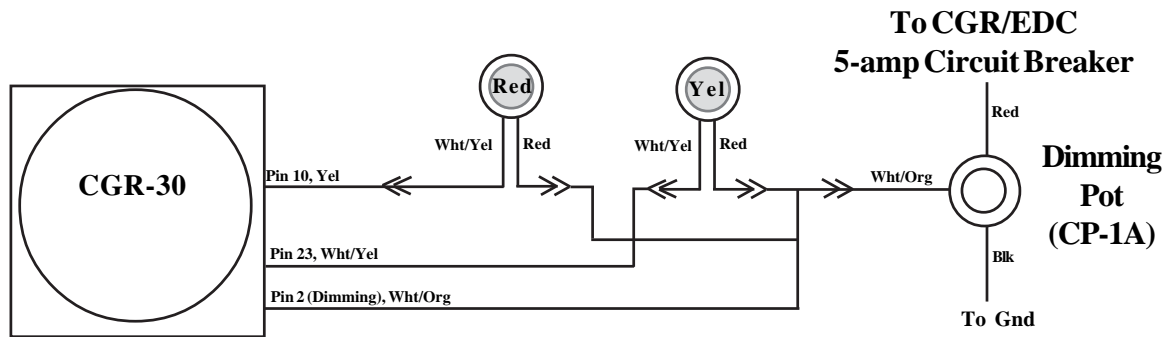 To CGR/EDC
5-amp Circuit Breaker
Red
Yel
Red
Wht/Yel
Red
Wht/Yel
Red
Dimming
Pot
(CP-1A)
Wht/Org
CGR-30
Pin 10, Yel
Pin 23, Wht/Yel
Blk
Pin 2 (Dimming), Wht/Org
To Gnd